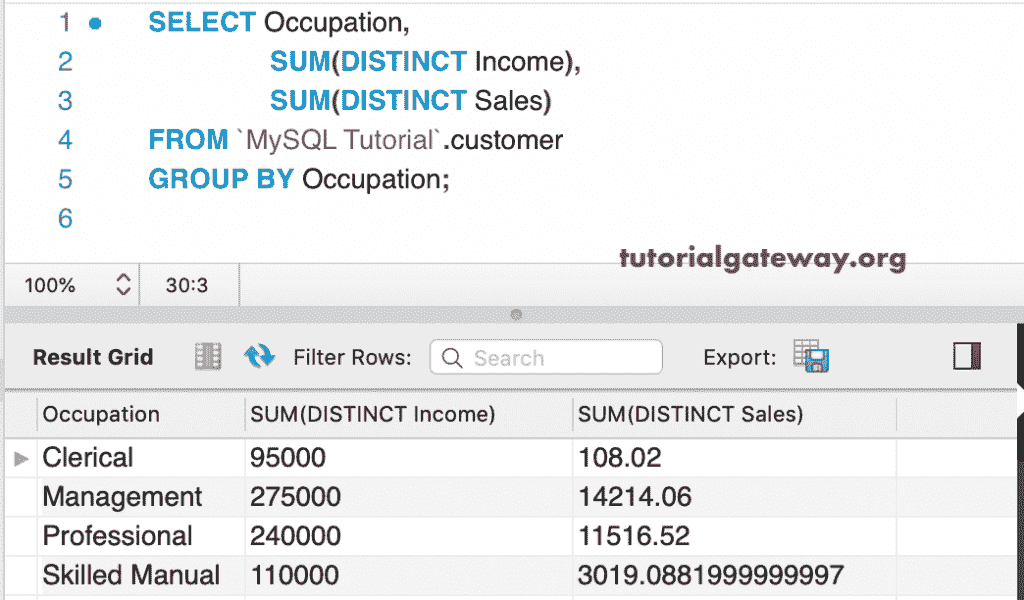 1 SELECT Occupation,
2 SUM(DISTINCT Income),
3 SUM(DISTINCT Sales)
4 FROM `MySQL Tutorial`.customer
5 GROUP BY Occupation;
6
tutorialgateway.org
100% 30:3
Result Grid Filter Rows: Search Export:
Occupation SUM(DISTINCT Income) SUM(DISTINCT Sales)
Clerical 95000 108.02
Management 275000 14214.06
Professional 240000 11516.52
Skilled Manual 110000 3019.0881999999997